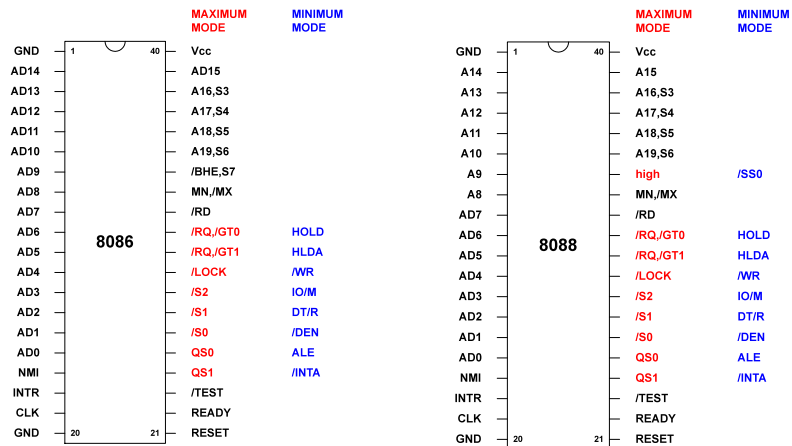 MAXIMUM MODE MINIMUM MODE
GND 1 40 Vcc
AD14 AD15
AD13 A16,S3
AD12 A17,S4
AD11 A18,S5
AD10 A19,S6
AD9 /BHE,S7
AD8 MN,/MX
AD7 /RD
AD6 /RQ,/GT0 HOLD
8086
AD5 /RQ,/GT1 HLDA
AD4 /LOCK /WR
AD3 /S2 IO/M
AD2 /S1 DT/R
AD1 /S0 /DEN
AD0 QS0 ALE
NMI QS1 /INTA
INTR /TEST
CLK READY
GND 20 21 RESET
MAXIMUM MODE MINIMUM MODE
GND 1 40 Vcc
A14 A15
A13 A16,S3
A12 A17,S4
A11 A18,S5
A10 A19,S6
A9 high /SS0
A8 MN,/MX
AD7 /RD
AD6 /RQ,/GT0 HOLD
8088
AD5 /RQ,/GT1 HLDA
AD4 /LOCK /WR
AD3 /S2 IO/M
AD2 /S1 DT/R
AD1 /S0 /DEN
AD0 QS0 ALE
NMI QS1 /INTA
INTR /TEST
CLK READY
GND 20 21 RESET